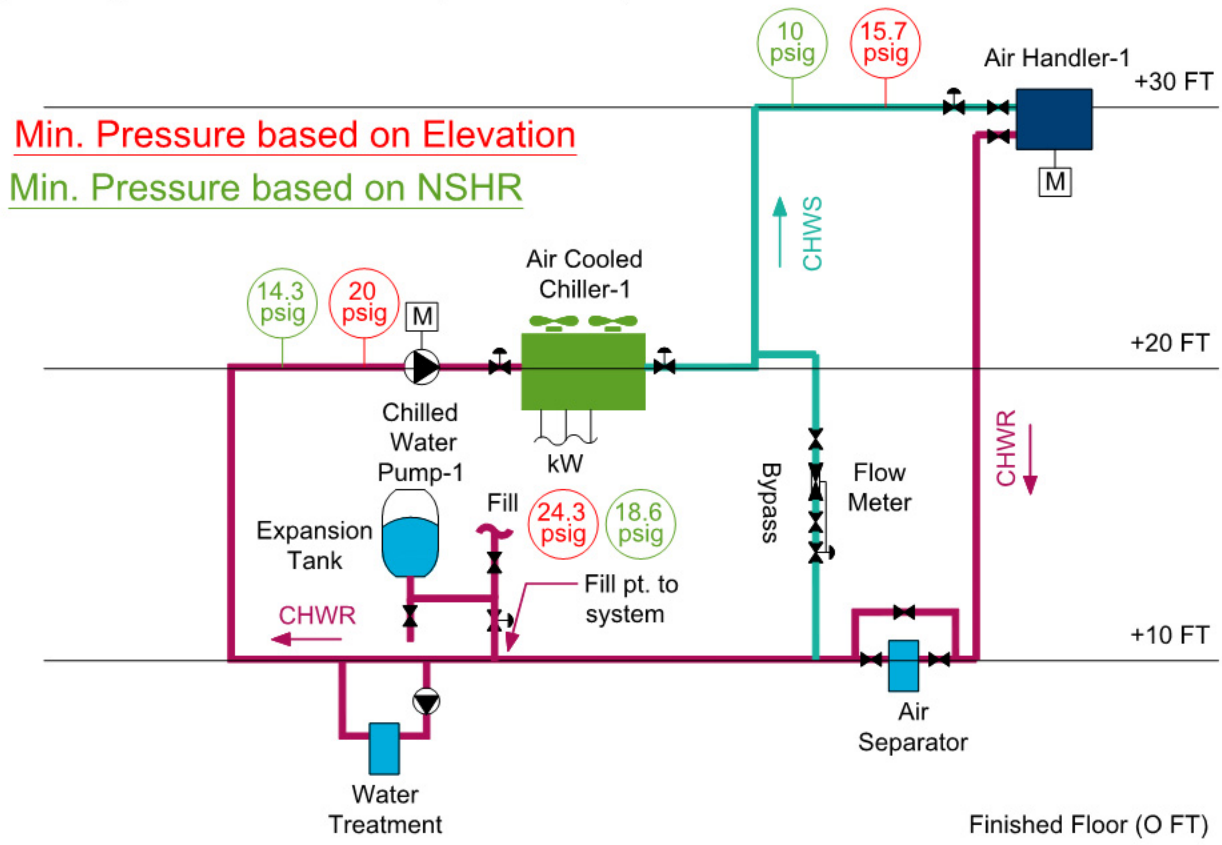 10
psig
15.7
psig
Air Handler-1
+30 FT
Min. Pressure based on Elevation
Min. Pressure based on NSHR
M
CHWS
Air Cooled
Chiller-1
14.3
psig
20
psig
M
+20 FT
Chilled
Water
Pump-1
kW
CHWR
Bypass
Flow
Meter
Fill
24.3
psig
18.6
psig
Expansion
Tank
Fill pt. to
system
CHWR
+10 FT
Air
Separator
Water
Treatment
Finished Floor (O FT)